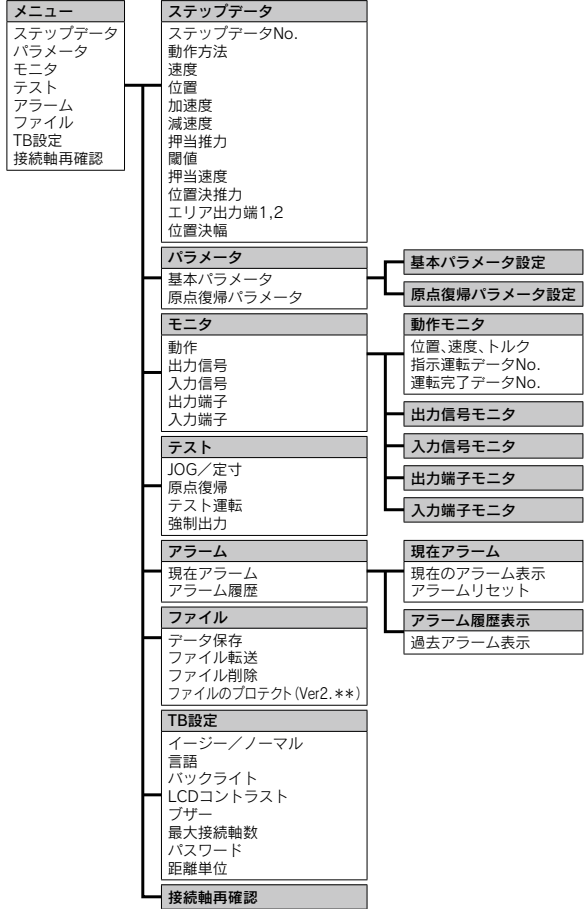 メニュー
ステップデータ
パラメータ
モニタ
テスト
アラーム
ファイル
TB設定
接続軸再確認
ステップデータ
ステップデータNo.
動作方法
速度
位置
加速度
減速度
押当推力
閾値
押当速度
位置決推力
エリア出力端1,2
位置決幅
パラメータ
基本パラメータ
原点復帰パラメータ
基本パラメータ設定
原点復帰パラメータ設定
モニタ
動作
出力信号
入力信号
出力端子
入力端子
動作モニタ
位置、速度、トルク
指示運転データNo.
運転完了データNo.
出力信号モニタ
入力信号モニタ
出力端子モニタ
入力端子モニタ
テスト
JOG／定寸
原点復帰
テスト運転
強制出力
アラーム
現在アラーム
アラーム履歴
現在アラーム
現在のアラーム表示
アラームリセット
アラーム履歴表示
過去アラーム表示
ファイル
データ保存
ファイル転送
ファイル削除
ファイルのプロテクト(Ver2.＊＊)
TB設定
イージー／ノーマル
言語
バックライト
LCDコントラスト
ブザー
最大接続軸数
パスワード
距離単位
接続軸再確認